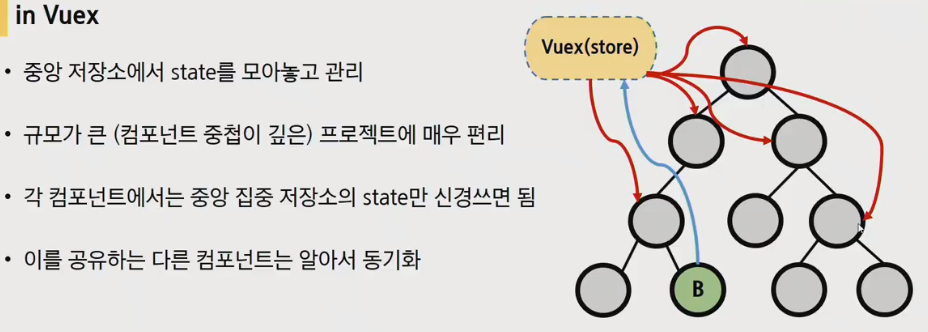 in Vuex
• 중앙 저장소에서 state를 모아놓고 관리
• 규모가 큰 (컴포넌트 중첩이 깊은) 프로젝트에 매우 편리
• 각 컴포넌트에서는 중앙 집중 저장소의 state만 신경쓰면 됨
• 이를 공유하는 다른 컴포넌트는 알아서 동기화
Vuex(store)
B